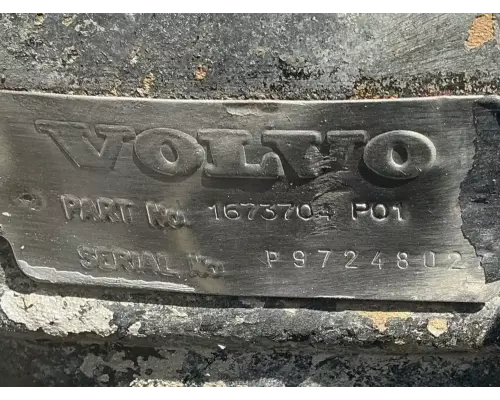 VOLVO
PART No. 1673704 P01
SERIAL No. P9724802